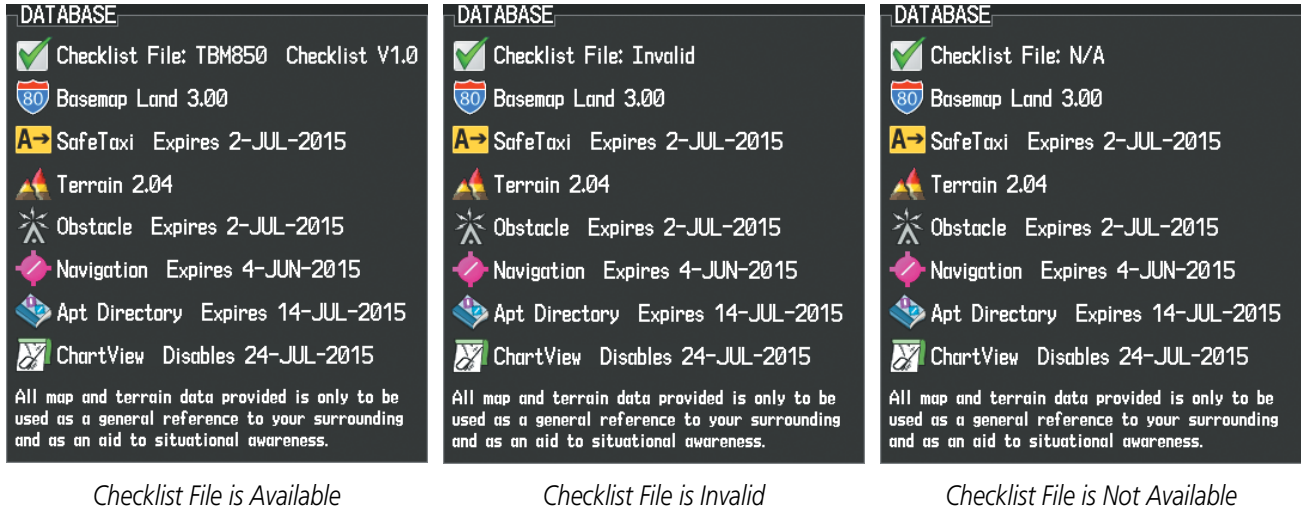 DATABASE
Checklist File: TBM850 Checklist V1.0
80 Basemap Land 3.00
A→ SafeTaxi Expires 2-JUL-2015
Terrain 2.04
Obstacle Expires 2-JUL-2015
Navigation Expires 4-JUN-2015
Apt Directory Expires 14-JUL-2015
ChartView Disables 24-JUL-2015
All map and terrain data provided is only to be
used as a general reference to your surrounding
and as an aid to situational awareness.
Checklist File is Available
DATABASE
Checklist File: Invalid
80 Basemap Land 3.00
A→ SafeTaxi Expires 2-JUL-2015
Terrain 2.04
Obstacle Expires 2-JUL-2015
Navigation Expires 4-JUN-2015
Apt Directory Expires 14-JUL-2015
ChartView Disables 24-JUL-2015
All map and terrain data provided is only to be
used as a general reference to your surrounding
and as an aid to situational awareness.
Checklist File is Invalid
DATABASE
Checklist File: N/A
80 Basemap Land 3.00
A→ SafeTaxi Expires 2-JUL-2015
Terrain 2.04
Obstacle Expires 2-JUL-2015
Navigation Expires 4-JUN-2015
Apt Directory Expires 14-JUL-2015
ChartView Disables 24-JUL-2015
All map and terrain data provided is only to be
used as a general reference to your surrounding
and as an aid to situational awareness.
Checklist File is Not Available